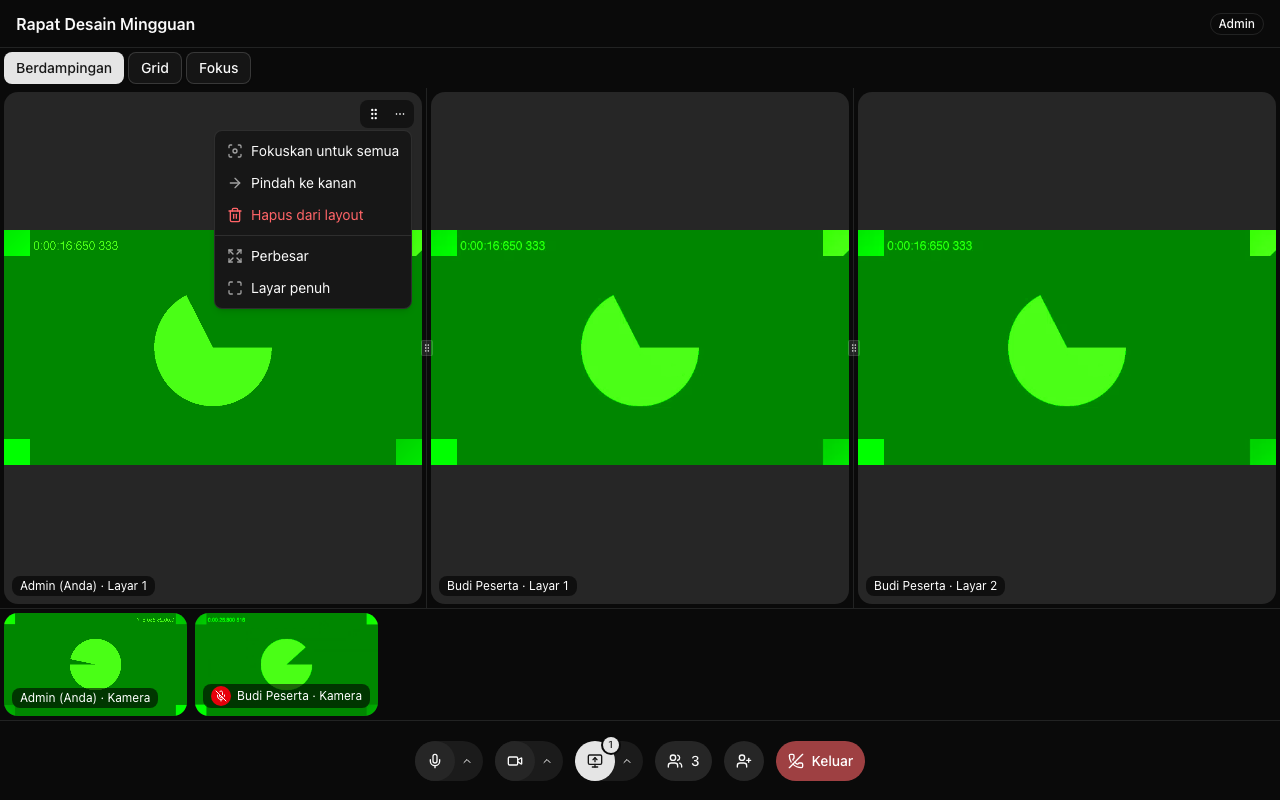 Rapat Desain Mingguan
Admin
Berdampingan
Grid
Fokus
Fokuskan untuk semua
Pindah ke kanan
Hapus dari layout
Perbesar
Layar penuh
0:00:16:650 333
0:00:16:650 333
0:00:16:650 333
Admin (Anda) · Layar 1
Budi Peserta · Layar 1
Budi Peserta · Layar 2
Admin (Anda) · Kamera
Budi Peserta · Kamera
1
3
Keluar